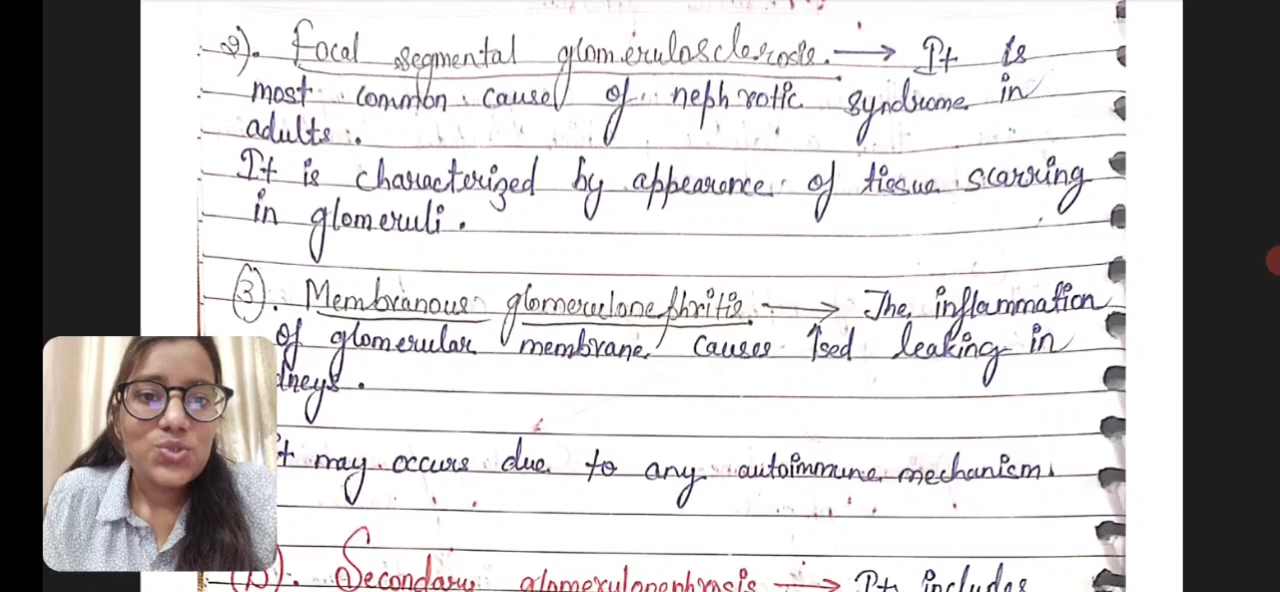 2). Focal segmental glomerulosclerosis. → It is
most common cause of nephrotic syndrome in
adults.
It is characterized by appearance of tissue scarring
in glomeruli.
3). Membranous glomerulonephritis → The inflammation
of glomerular membrane causes ↑sed leaking in
dneys.
t may occurs due to any autoimmune mechanism.
(b). Secondary glomerulonephrosis → It includes